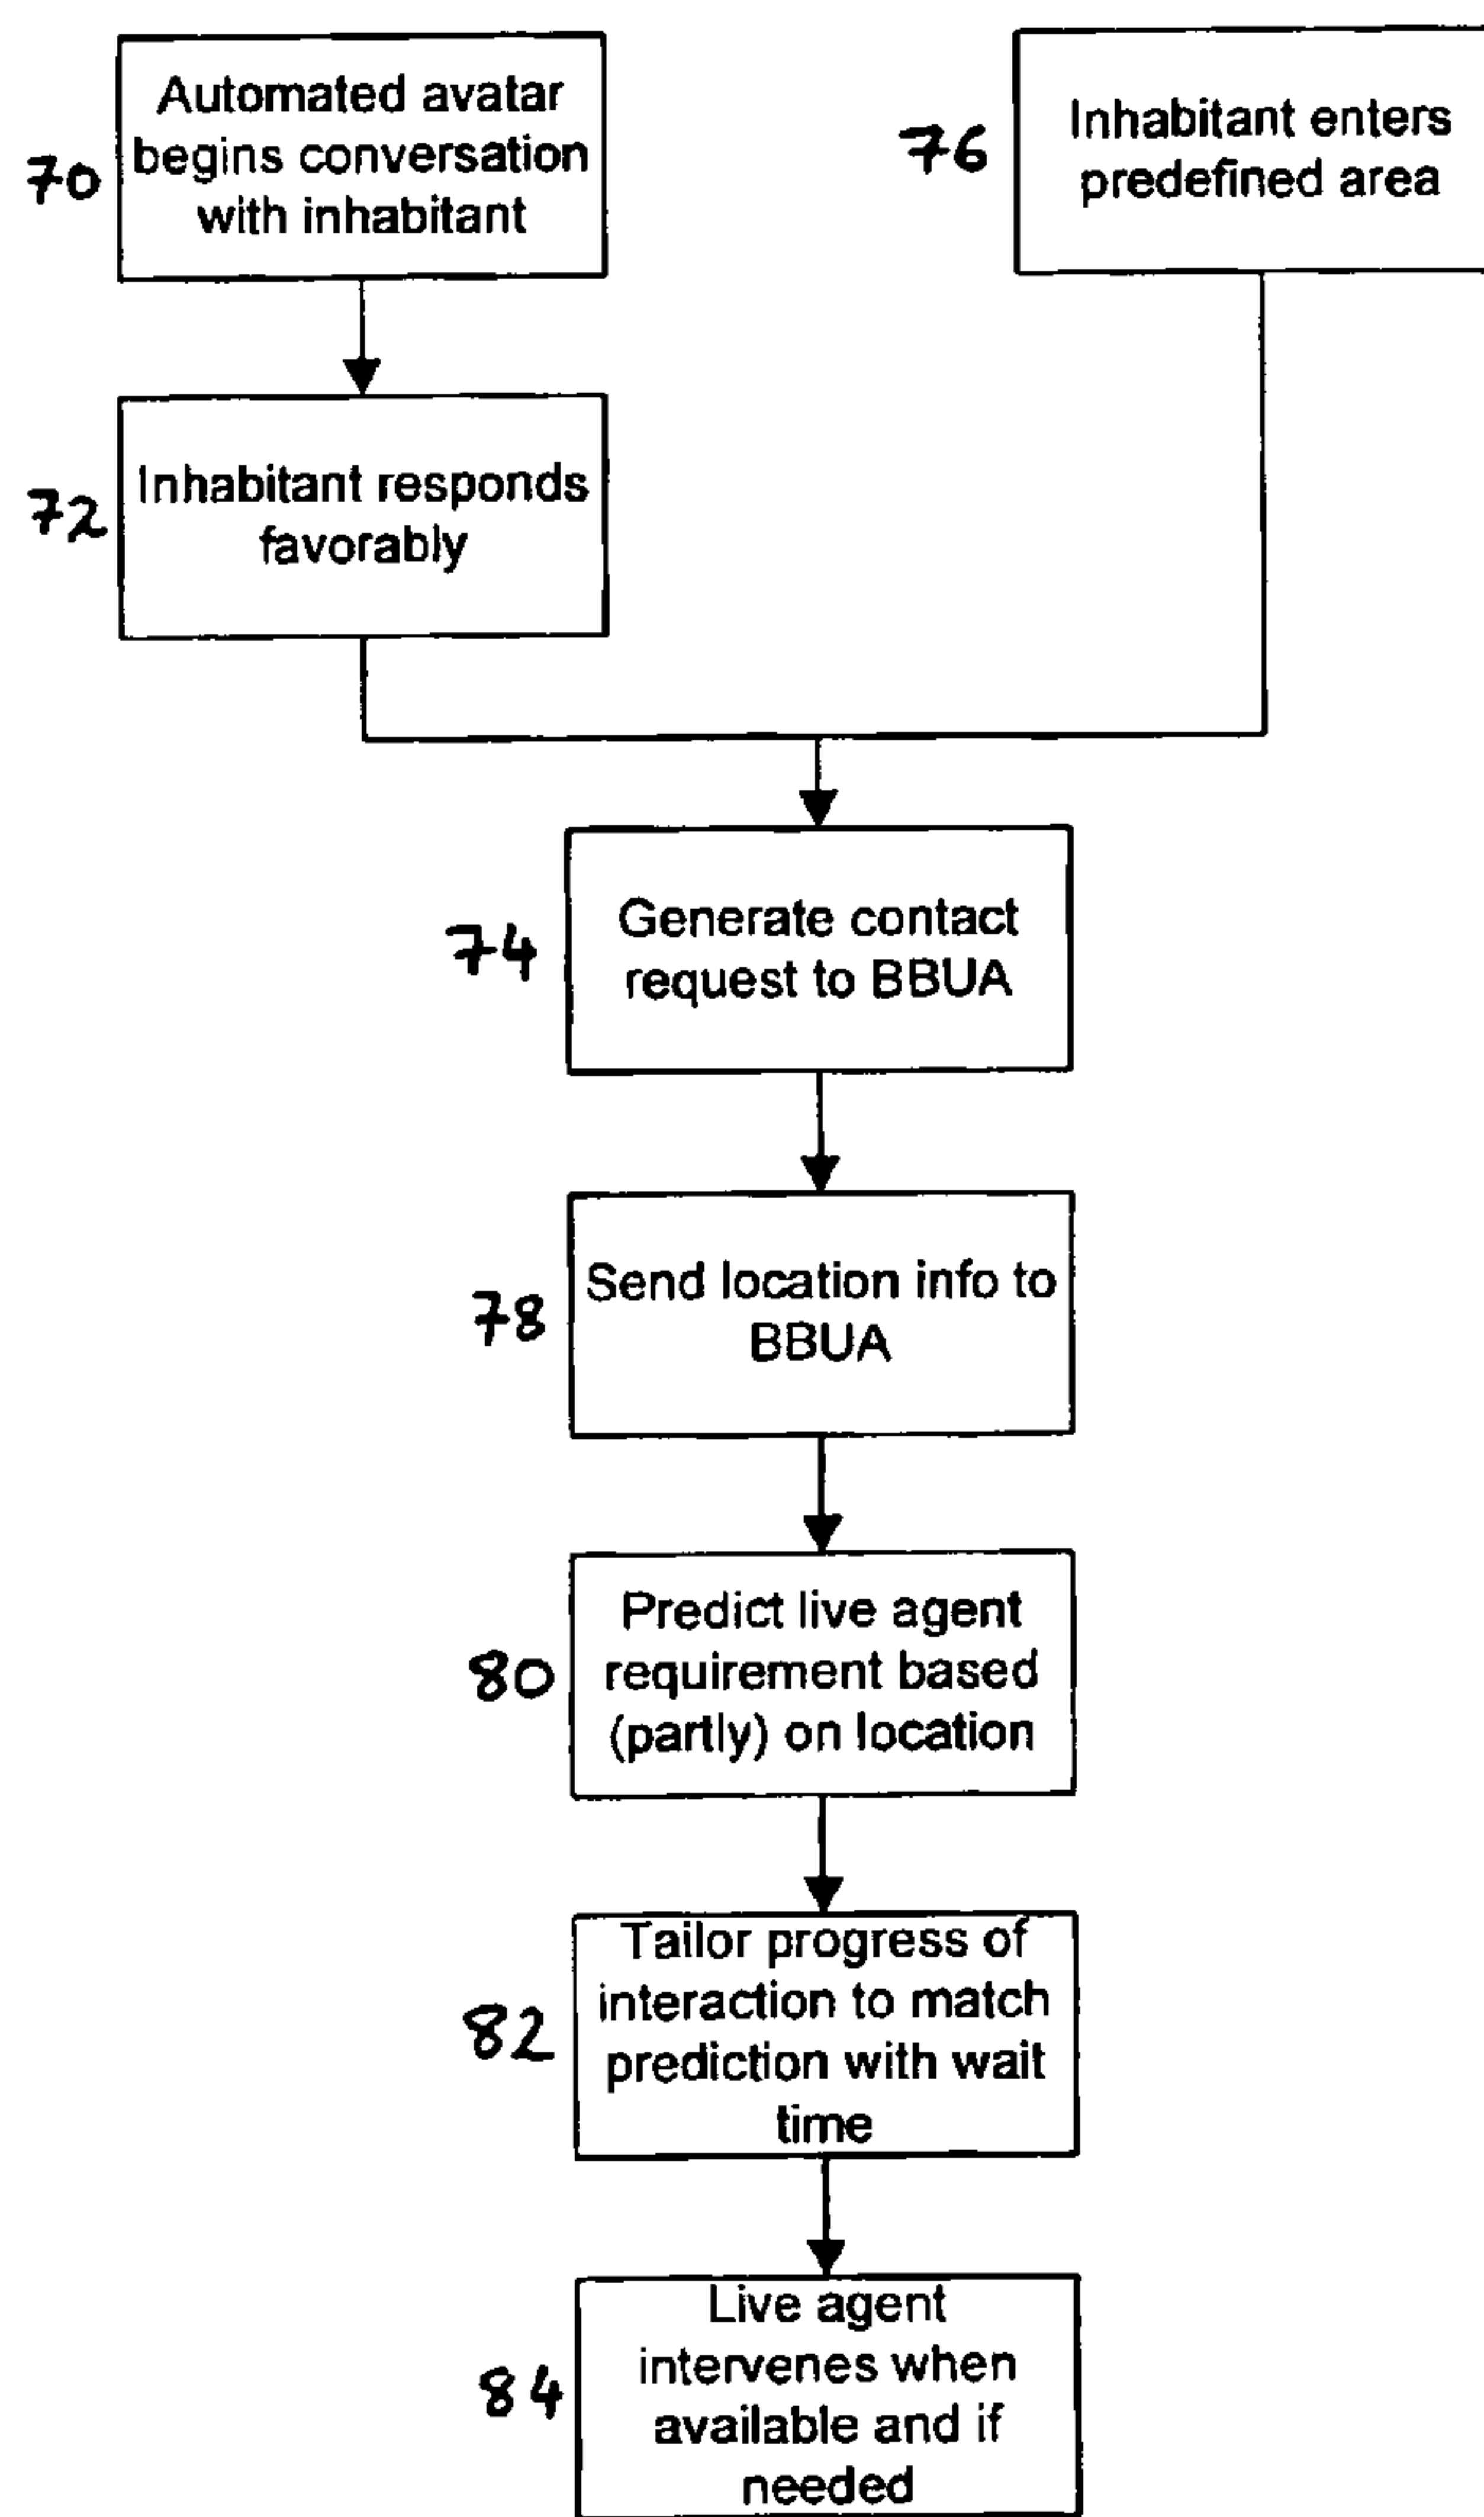 70
Automated avatar
begins conversation
with inhabitant
76
Inhabitant enters
predefined area
72
Inhabitant responds
favorably
74
Generate contact
request to BBUA
78
Send location info to
BBUA
80
Predict live agent
requirement based
(partly) on location
82
Tailor progress of
interaction to match
prediction with wait
time
84
Live agent
intervenes when
available and if
needed